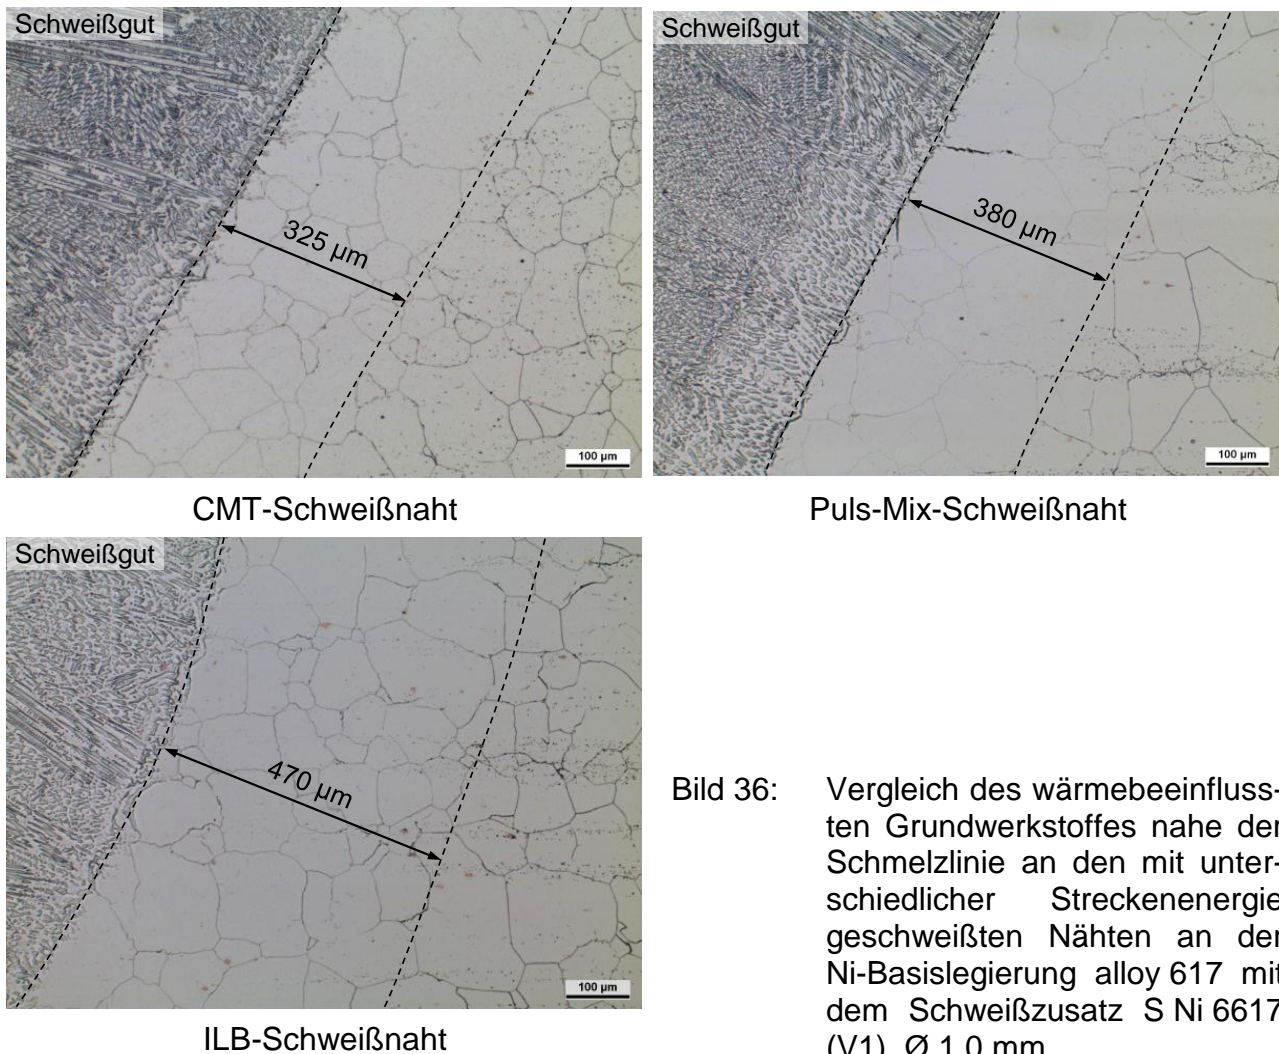 Schweißgut
325 µm
100 µm
CMT-Schweißnaht
Schweißgut
380 µm
100 µm
Puls-Mix-Schweißnaht
Schweißgut
470 µm
100 µm
ILB-Schweißnaht
Bild 36: Vergleich des wärmebeeinfluss-
ten Grundwerkstoffes nahe der
Schmelzlinie an den mit unter-
schiedlicher Streckenenergie
geschweißten Nähten an der
Ni-Basislegierung alloy 617 mit
dem Schweißzusatz S Ni 6617
(V1), Ø 1,0 mm